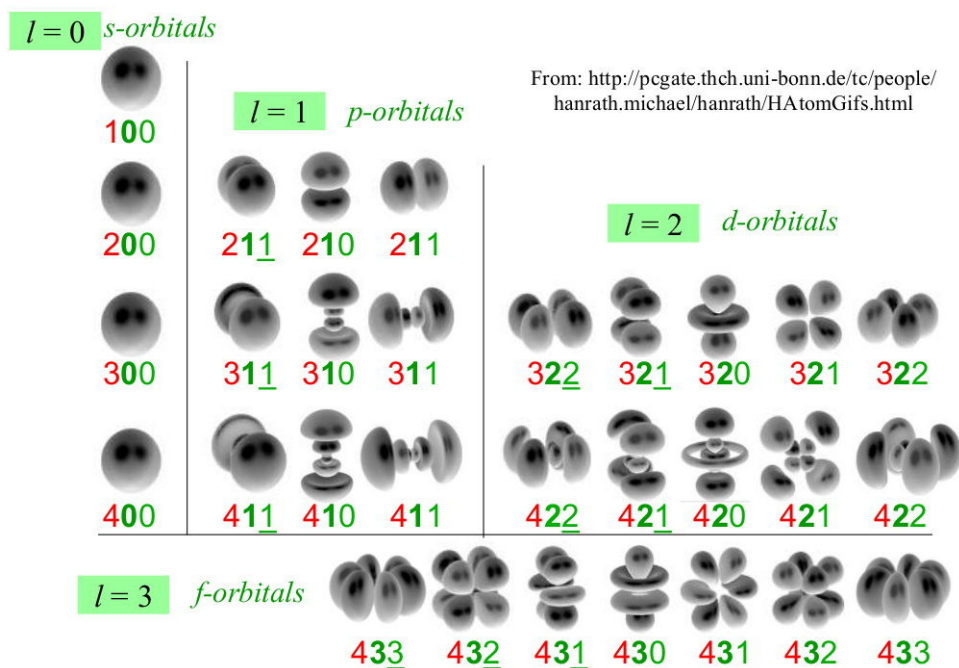 l = 0 s-orbitals
From: http://pcgate.thch.uni-bonn.de/tc/people/
hanrath.michael/hanrath/HAtomGifs.html
100
l = 1 p-orbitals
200 211 210 211
l = 2 d-orbitals
300 311 310 311 322 321 320 321 322
400 411 410 411 422 421 420 421 422
l = 3 f-orbitals
433 432 431 430 431 432 433